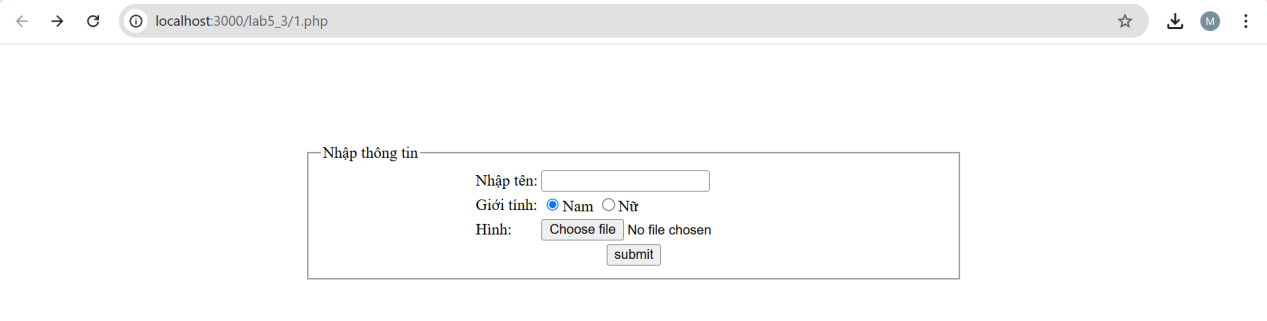 localhost:3000/lab5_3/1.php
M
Nhập thông tin
Nhập tên:
Giới tính: Nam Nữ
Hình: Choose file No file chosen
submit